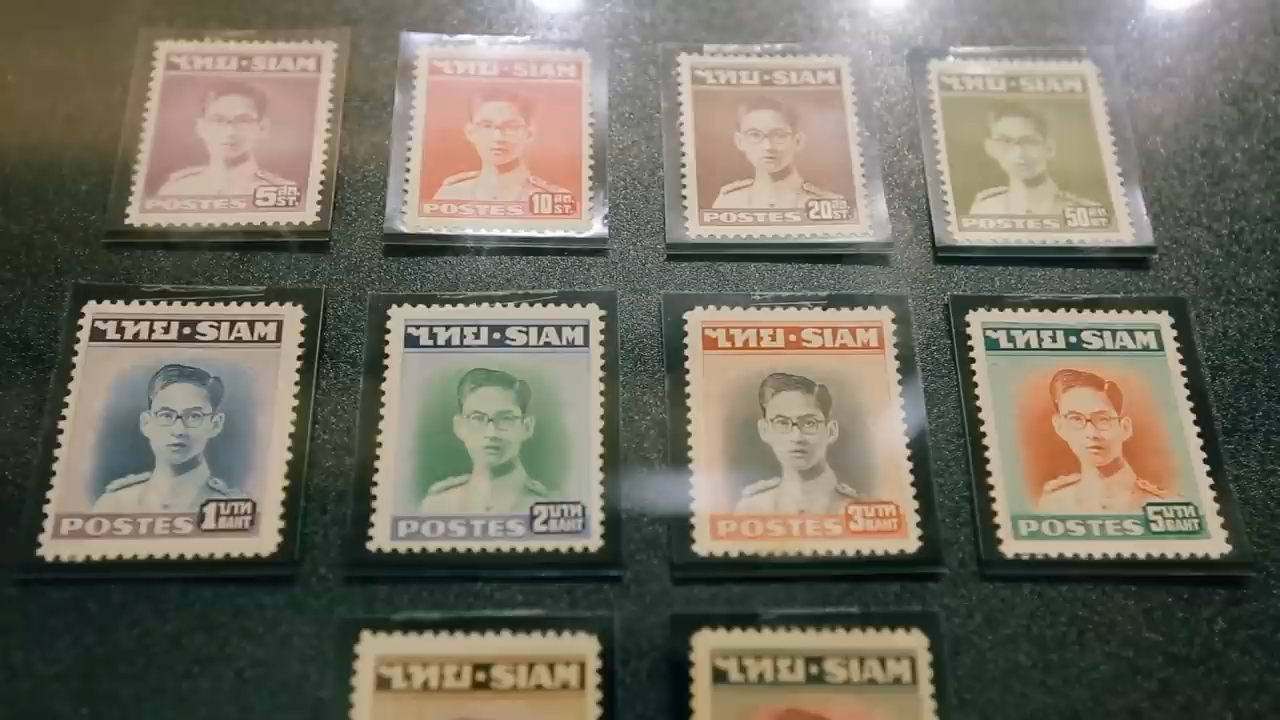 ไทย·SIAM
POSTES 5 สต. ST.
ไทย·SIAM
POSTES 10 สต. ST.
ไทย·SIAM
POSTES 20 สต. ST.
ไทย·SIAM
POSTES 50 สต. ST.
ไทย·SIAM
POSTES 1 บาท BAHT
ไทย·SIAM
POSTES 2 บาท BAHT
ไทย·SIAM
POSTES 3 บาท BAHT
ไทย·SIAM
POSTES 5 บาท BAHT
ไทย·SIAM
ไทย·SIAM